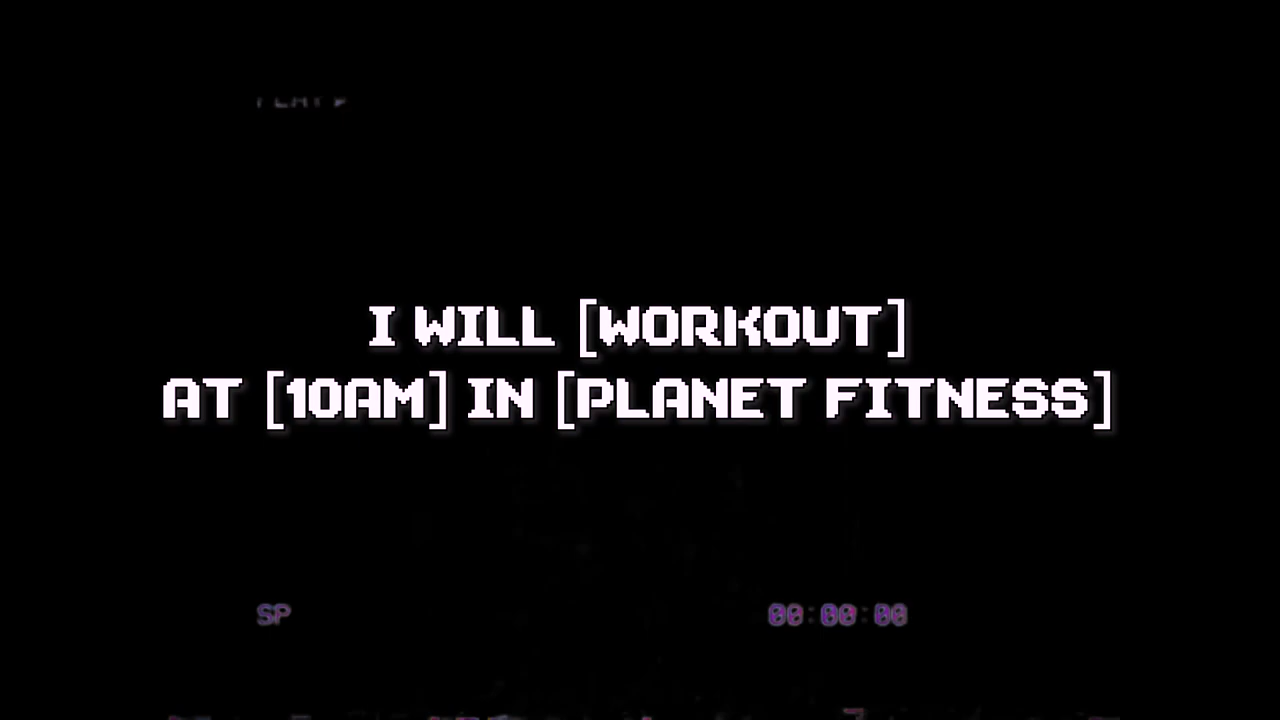 I WILL [WORKOUT]
AT [10AM] IN [PLANET FITNESS]
SP
00:00:00